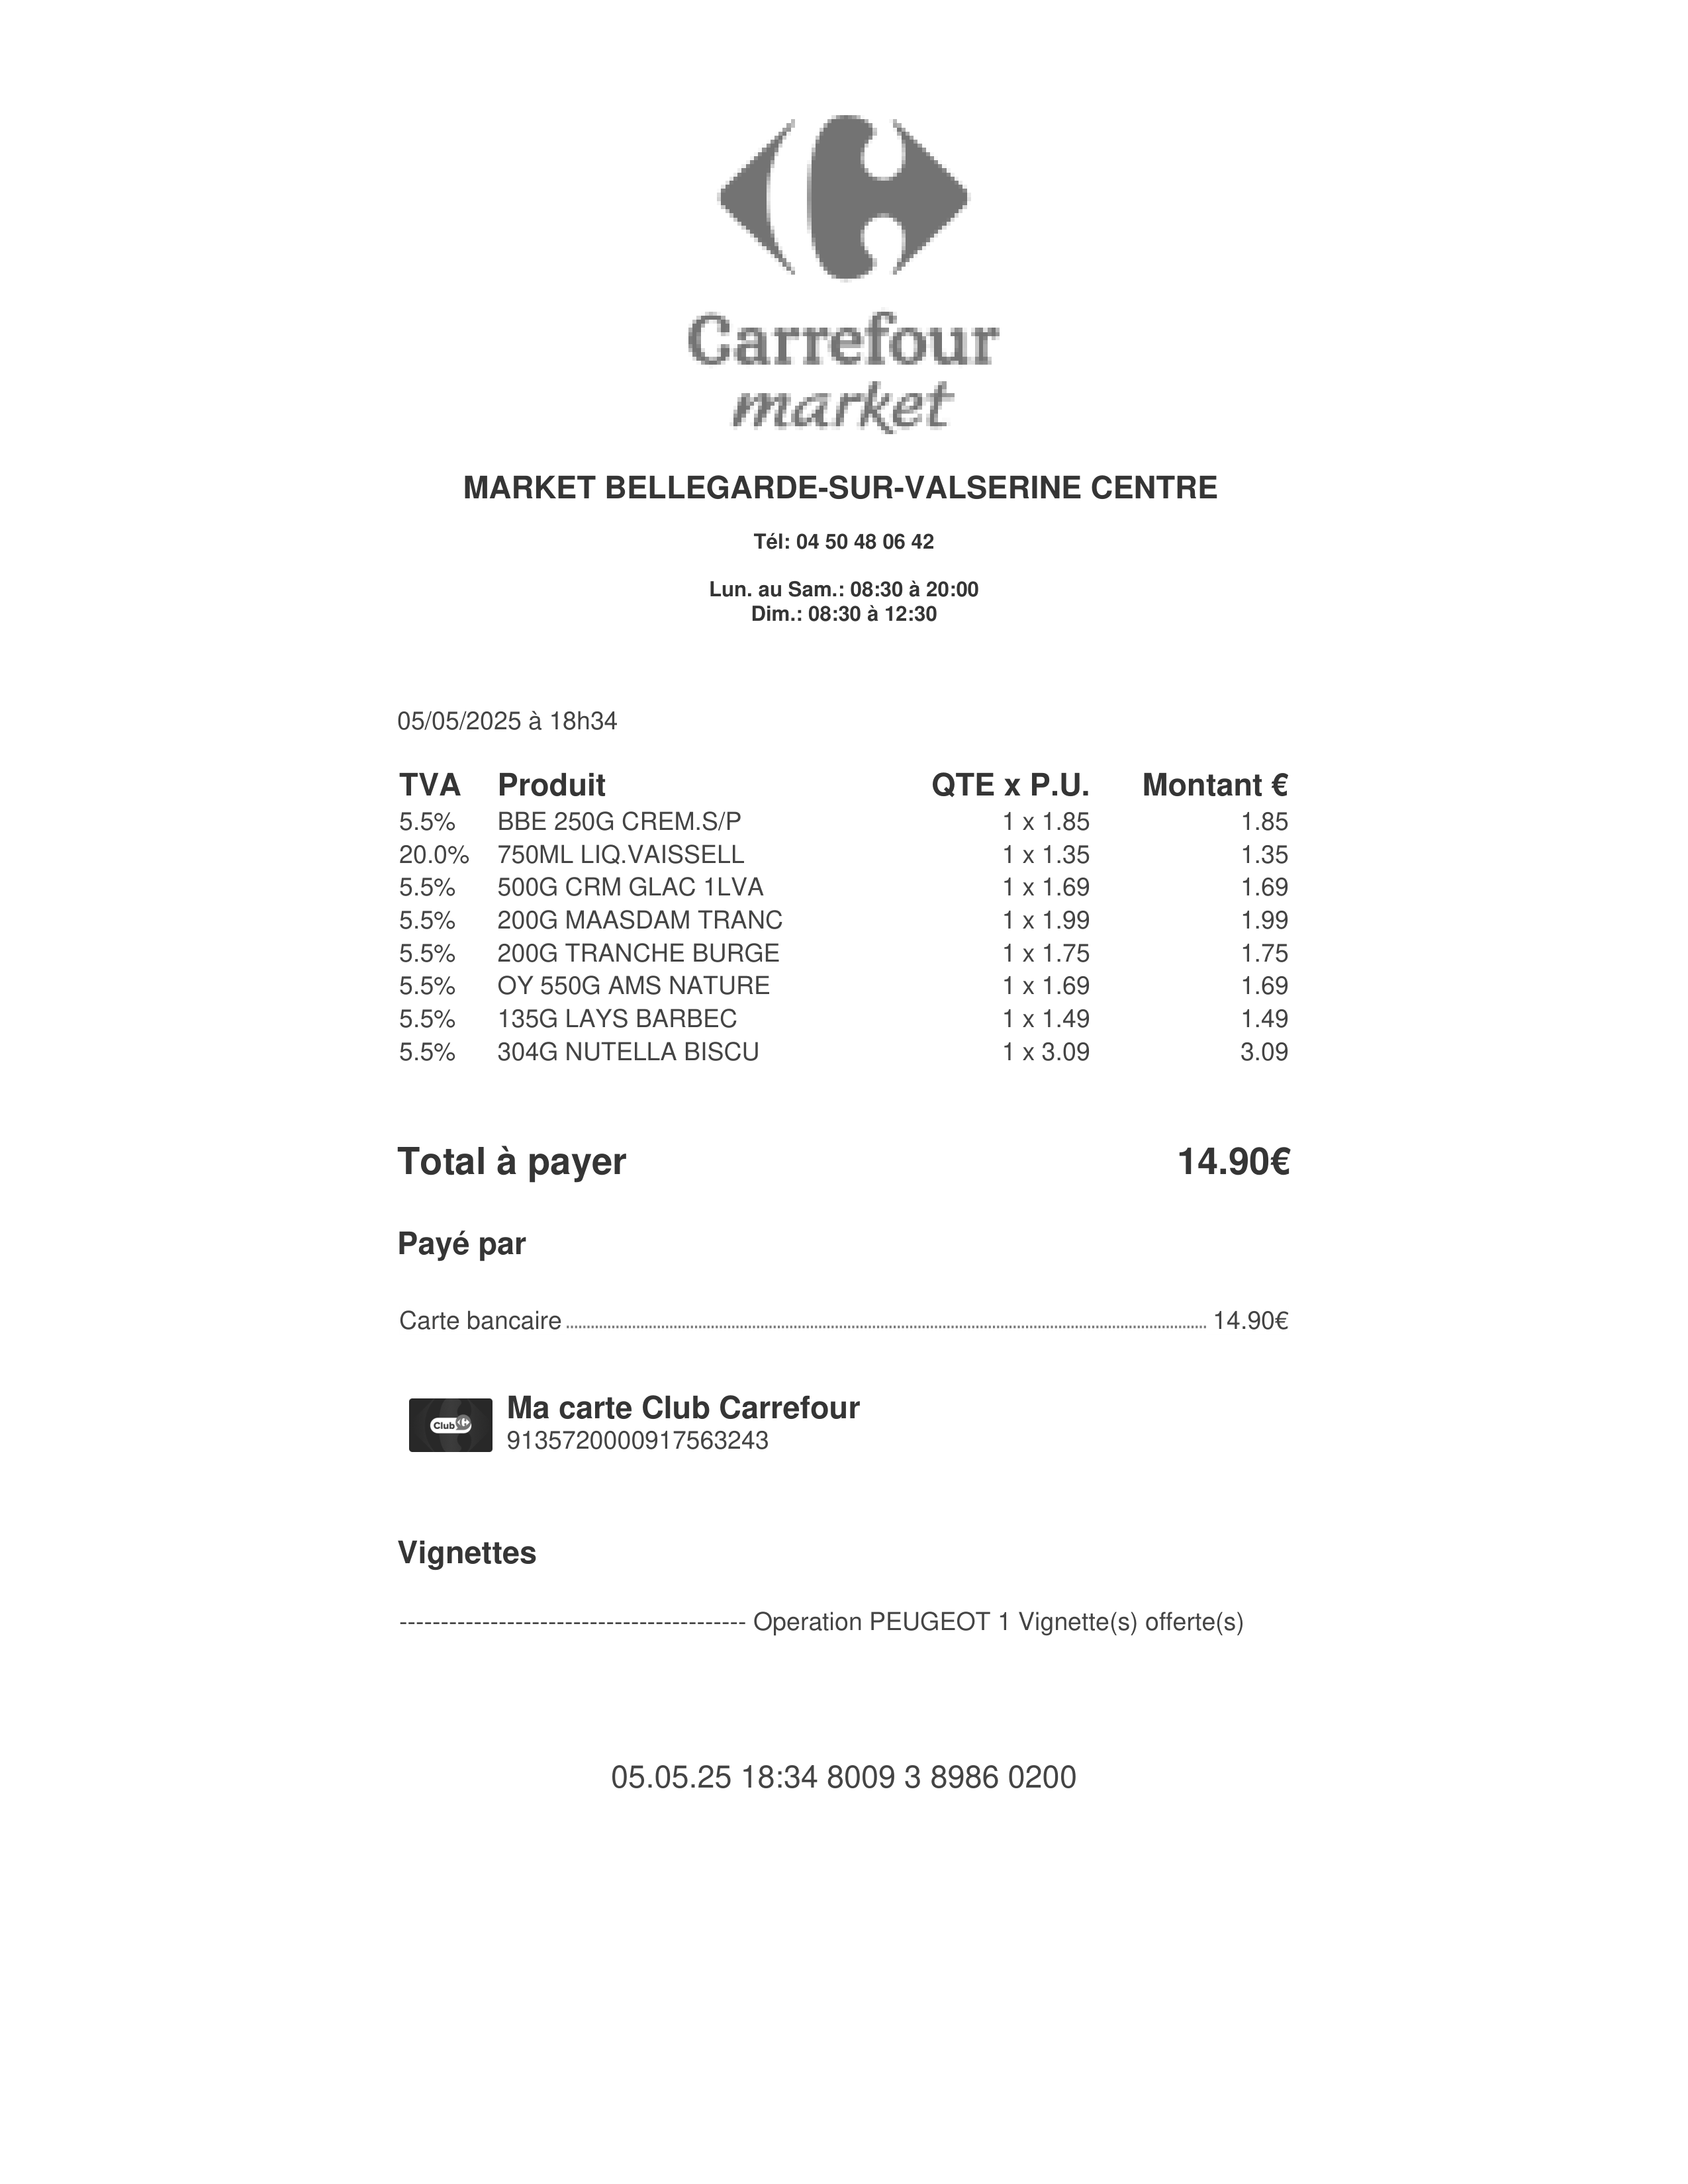 Carrefour
market
MARKET BELLEGARDE-SUR-VALSERINE CENTRE
Tél: 04 50 48 06 42
Lun. au Sam.: 08:30 à 20:00
Dim.: 08:30 à 12:30
05/05/2025 à 18h34
TVA Produit QTE x P.U. Montant €
5.5% BBE 250G CREM.S/P 1 x 1.85 1.85
20.0% 750ML LIQ.VAISSELL 1 x 1.35 1.35
5.5% 500G CRM GLAC 1LVA 1 x 1.69 1.69
5.5% 200G MAASDAM TRANC 1 x 1.99 1.99
5.5% 200G TRANCHE BURGE 1 x 1.75 1.75
5.5% OY 550G AMS NATURE 1 x 1.69 1.69
5.5% 135G LAYS BARBEC 1 x 1.49 1.49
5.5% 304G NUTELLA BISCU 1 x 3.09 3.09
Total à payer 14.90€
Payé par
Carte bancaire 14.90€
Club
Ma carte Club Carrefour
9135720000917563243
Vignettes
------------------------------------------ Operation PEUGEOT 1 Vignette(s) offerte(s)
05.05.25 18:34 8009 3 8986 0200